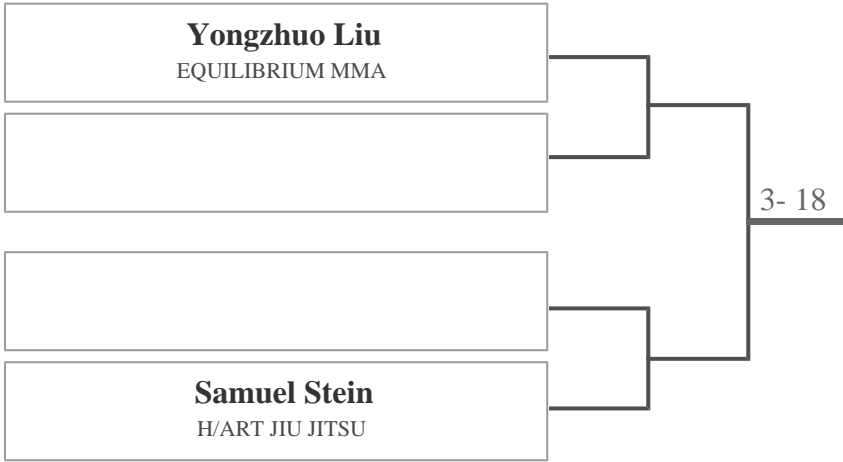 Yongzhuo Liu
EQUILIBRIUM MMA
3- 18
Samuel Stein
H/ART JIU JITSU